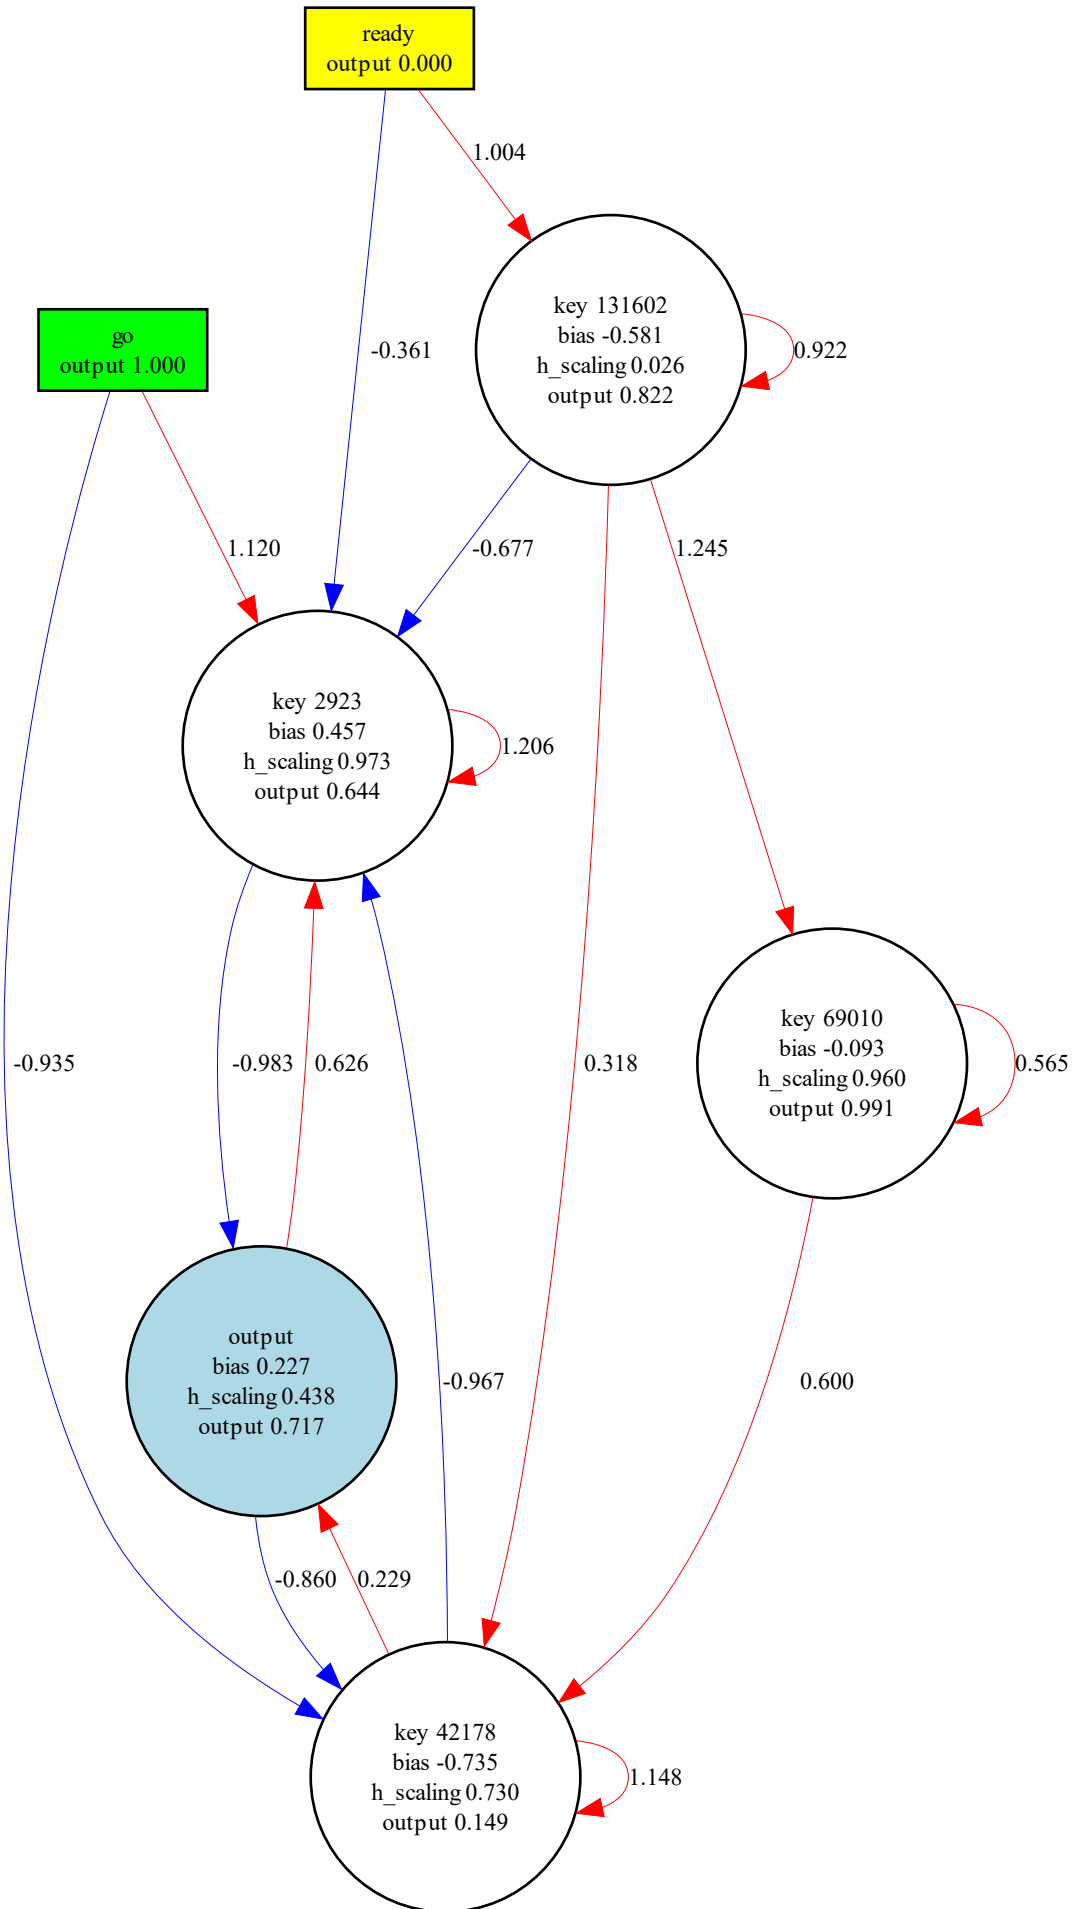 ready
output 0.000
1.004
key 131602
bias -0.581
h_scaling 0.026
output 0.822
0.922
-0.361
go
output 1.000
1.120
-0.677
1.245
key 2923
bias 0.457
h_scaling 0.973
output 0.644
1.206
key 69010
bias -0.093
h_scaling 0.960
output 0.991
0.565
-0.935
-0.983
0.626
0.318
output
bias 0.227
h_scaling 0.438
output 0.717
-0.967
0.600
-0.860
0.229
key 42178
bias -0.735
h_scaling 0.730
output 0.149
1.148